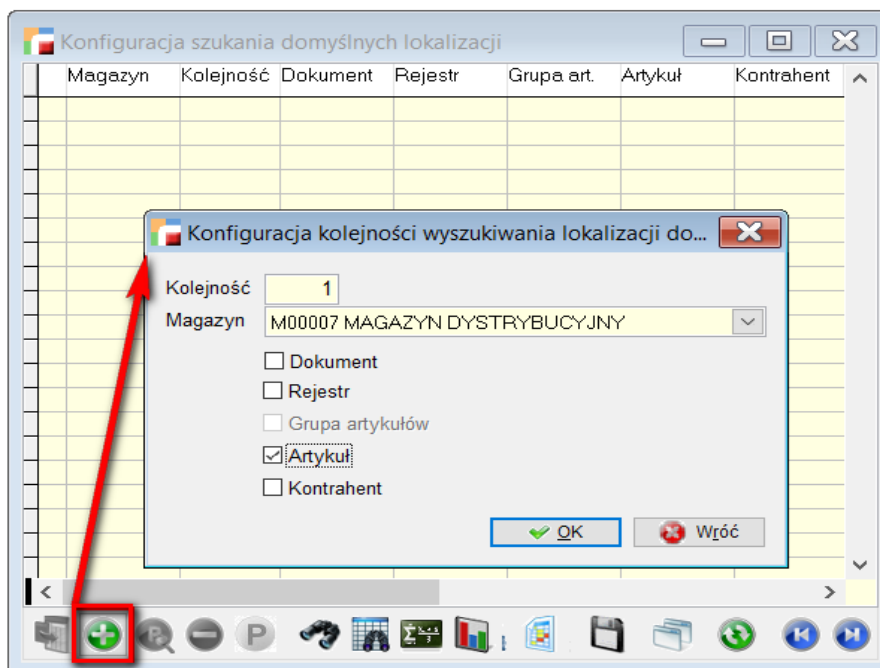 Konfiguracja szukania domyślnych lokalizacji
Magazyn Kolejność Dokument Rejestr Grupa art. Artykuł Kontrahent
Konfiguracja kolejności wyszukiwania lokalizacji do...
Kolejność 1
Magazyn M00007 MAGAZYN DYSTRYBUCYJNY
Dokument
Rejestr
Grupa artykułów
Artykuł
Kontrahent
OK Wróć
P